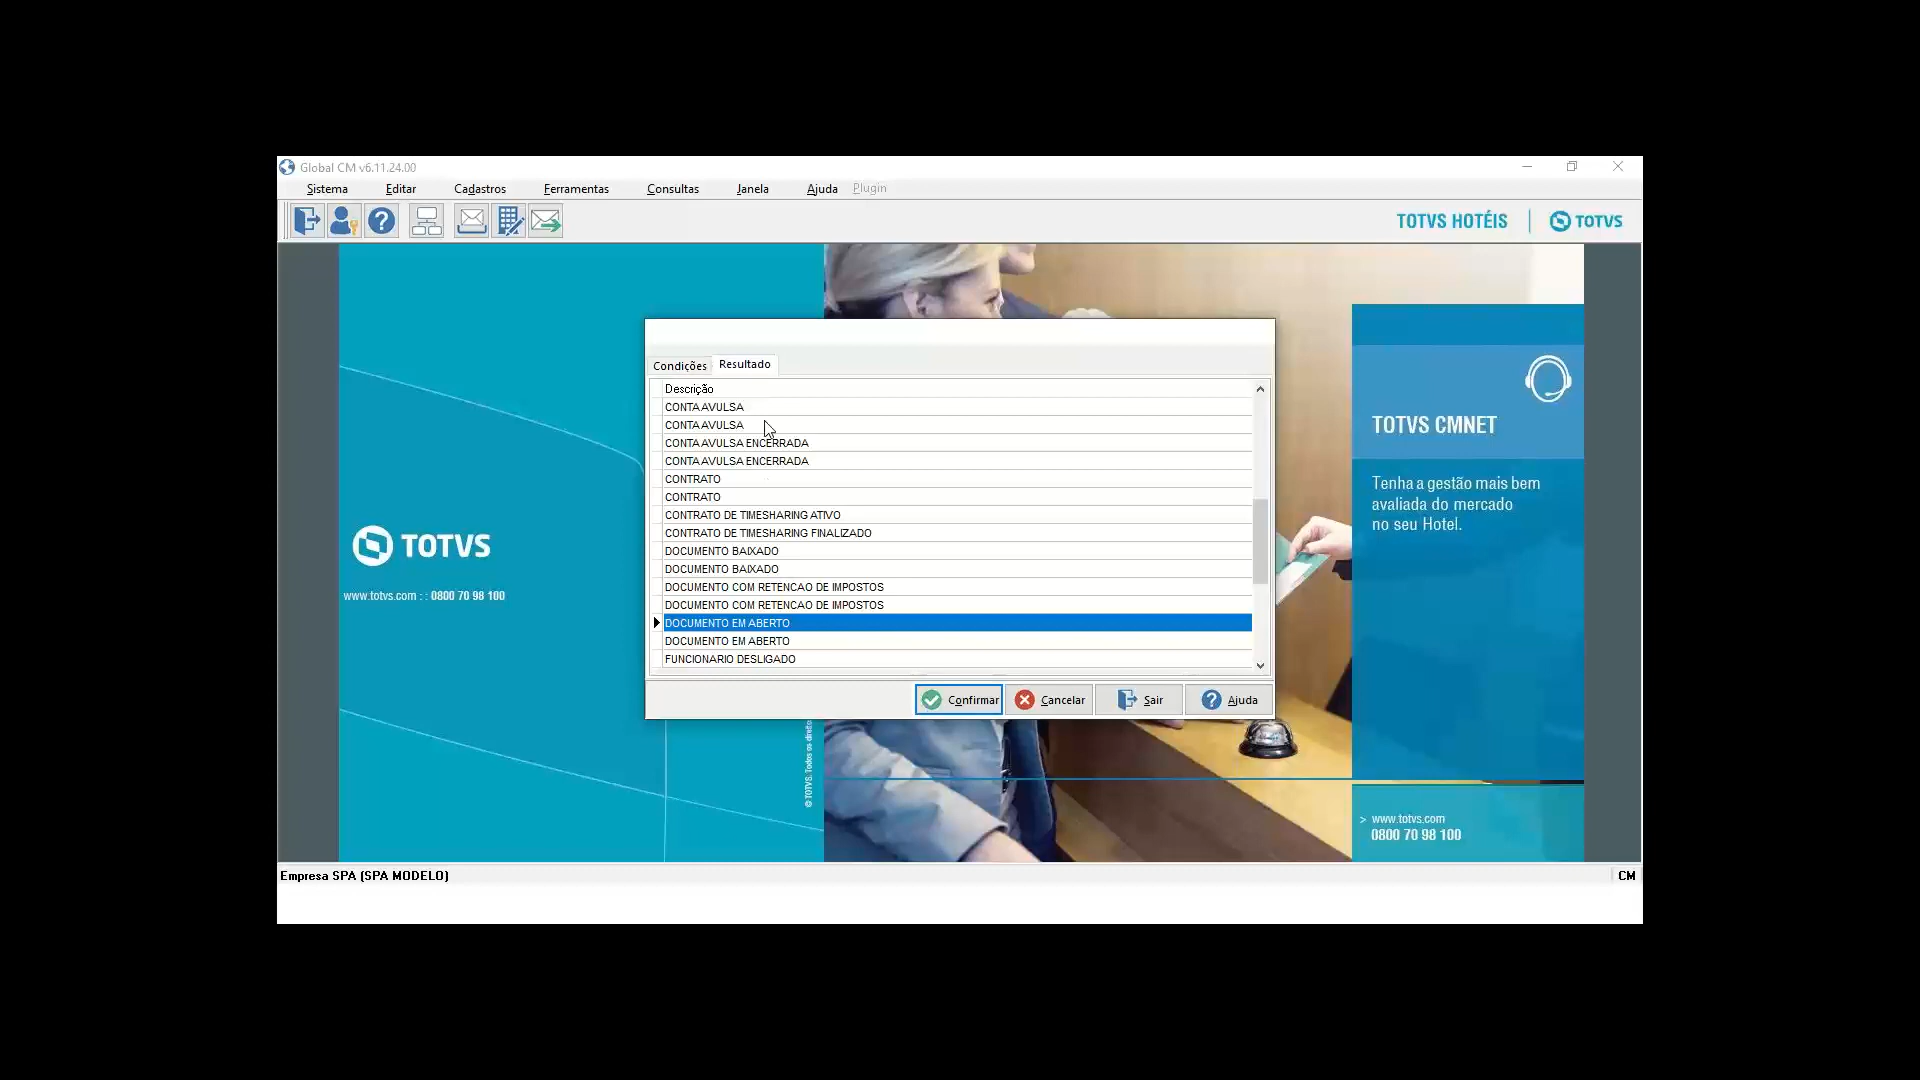 Global CM v6.11.24.00
Sistema Editar Cadastros Ferramentas Consultas Janela Ajuda Plugin
TOTVS HOTÉIS | TOTVS
Condições Resultado
Descrição
CONTA AVULSA
CONTA AVULSA
CONTA AVULSA ENCERRADA
CONTA AVULSA ENCERRADA
CONTRATO
CONTRATO
CONTRATO DE TIMESHARING ATIVO
CONTRATO DE TIMESHARING FINALIZADO
DOCUMENTO BAIXADO
DOCUMENTO BAIXADO
DOCUMENTO COM RETENCAO DE IMPOSTOS
DOCUMENTO COM RETENCAO DE IMPOSTOS
DOCUMENTO EM ABERTO
DOCUMENTO EM ABERTO
FUNCIONARIO DESLIGADO
Confirmar Cancelar Sair Ajuda
TOTVS
www.totvs.com : : 0800 70 98 100
© TOTVS. Todos os
TOTVS CMNET
Tenha a gestão mais bem
avaliada do mercado
no seu Hotel.
> www.totvs.com
0800 70 98 100
Empresa SPA (SPA MODELO) CM